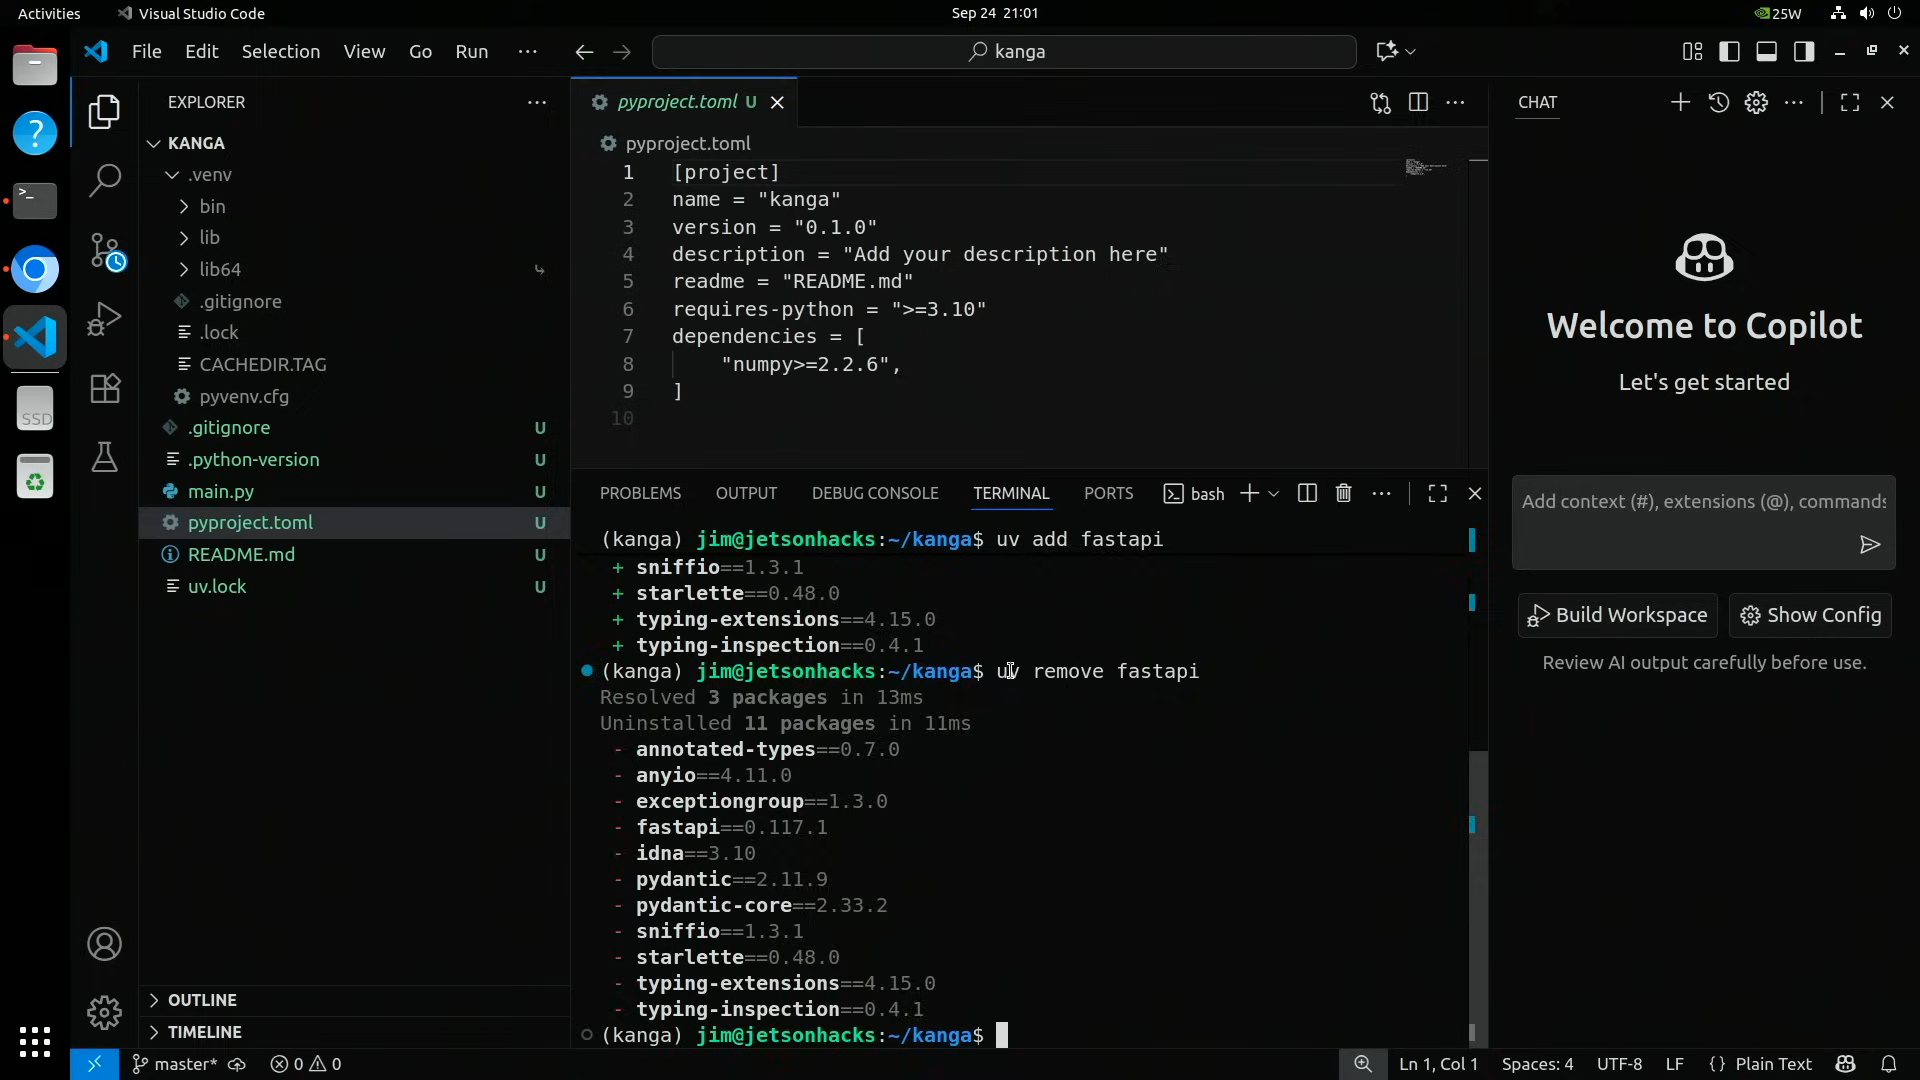 Activities
Visual Studio Code
Sep 24 21:01
25W
File Edit Selection View Go Run ···
kanga
EXPLORER
KANGA
.venv
bin
lib
lib64
.gitignore
.lock
CACHEDIR.TAG
pyvenv.cfg
.gitignore U
.python-version U
main.py U
pyproject.toml U
README.md U
uv.lock U
OUTLINE
TIMELINE
pyproject.toml U
pyproject.toml
1 [project]
2 name = "kanga"
3 version = "0.1.0"
4 description = "Add your description here"
5 readme = "README.md"
6 requires-python = ">=3.10"
7 dependencies = [
8 "numpy>=2.2.6",
9 ]
10
PROBLEMS OUTPUT DEBUG CONSOLE TERMINAL PORTS bash
(kanga) jim@jetsonhacks:~/kanga$ uv add fastapi
+ sniffio==1.3.1
+ starlette==0.48.0
+ typing-extensions==4.15.0
+ typing-inspection==0.4.1
(kanga) jim@jetsonhacks:~/kanga$ uv remove fastapi
Resolved 3 packages in 13ms
Uninstalled 11 packages in 11ms
- annotated-types==0.7.0
- anyio==4.11.0
- exceptiongroup==1.3.0
- fastapi==0.117.1
- idna==3.10
- pydantic==2.11.9
- pydantic-core==2.33.2
- sniffio==1.3.1
- starlette==0.48.0
- typing-extensions==4.15.0
- typing-inspection==0.4.1
(kanga) jim@jetsonhacks:~/kanga$
CHAT
Welcome to Copilot
Let's get started
Add context (#), extensions (@), commands
Build Workspace
Show Config
Review AI output carefully before use.
SSD
master*
0 0
Ln 1, Col 1
Spaces: 4
UTF-8
LF
{} Plain Text